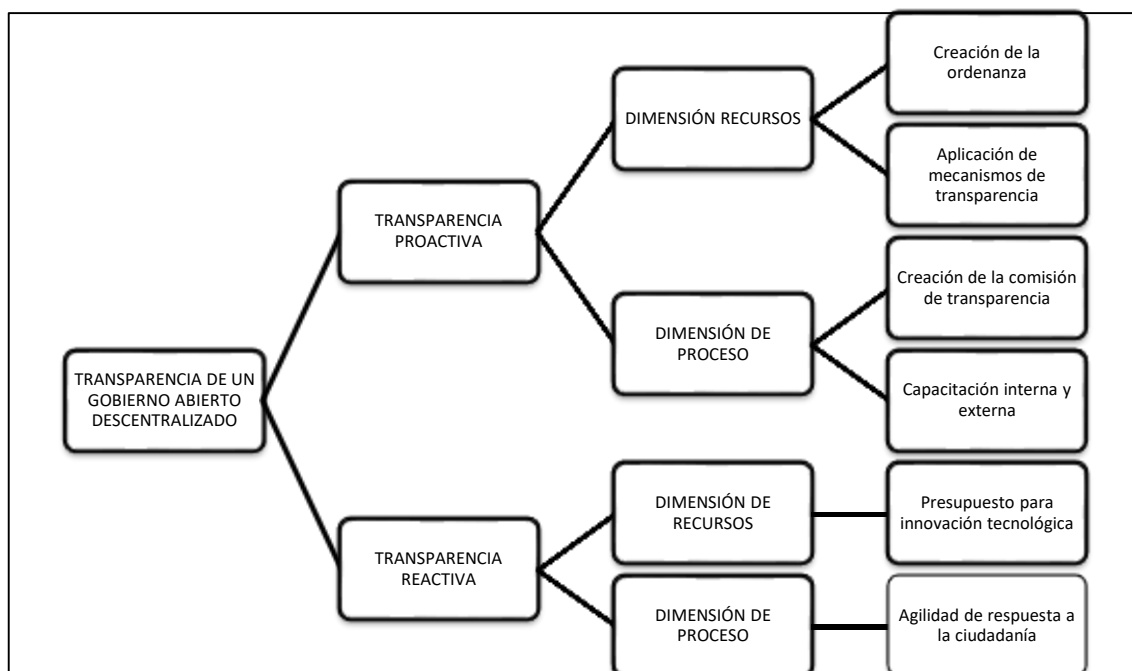 TRANSPARENCIA DE UN
GOBIERNO ABIERTO
DESCENTRALIZADO
TRANSPARENCIA
PROACTIVA
DIMENSIÓN RECURSOS
Creación de la
ordenanza
Aplicación de
mecanismos de
transparencia
DIMENSIÓN DE
PROCESO
Creación de la comisión
de transparencia
Capacitación interna y
externa
TRANSPARENCIA
REACTIVA
DIMENSIÓN DE
RECURSOS
Presupuesto para
innovación tecnológica
DIMENSIÓN DE
PROCESO
Agilidad de respuesta a
la ciudadanía